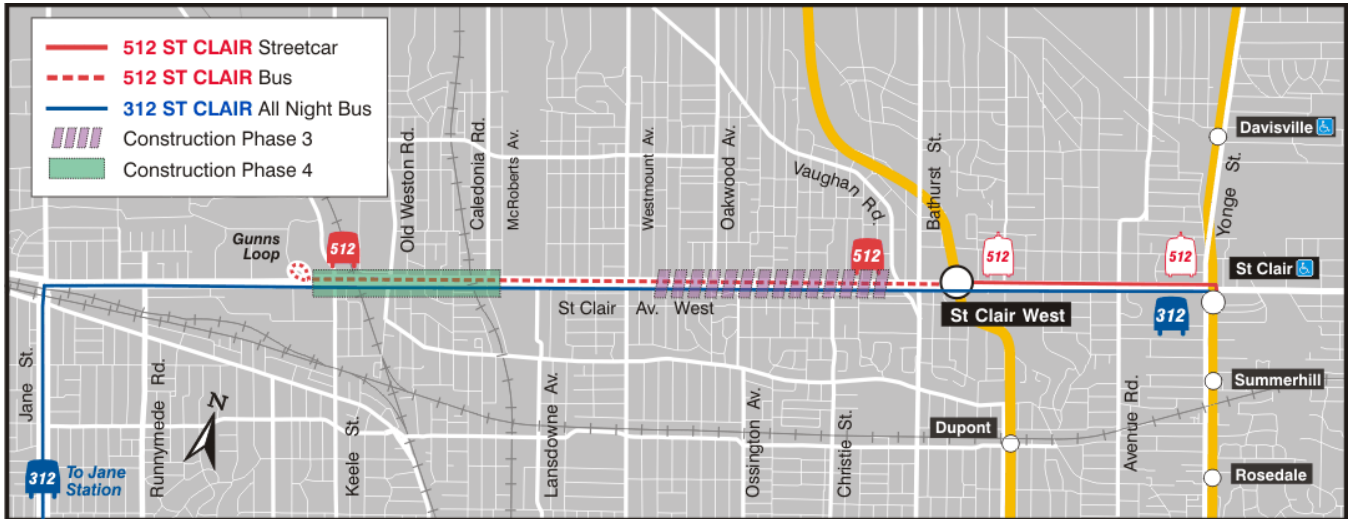 512 ST CLAIR Streetcar
512 ST CLAIR Bus
312 ST CLAIR All Night Bus
Construction Phase 3
Construction Phase 4
Old Weston Rd.
Caledonia Rd.
McRoberts Av.
Westmount Av.
Oakwood Av.
Vaughan Rd.
Bathurst St.
Davisville
Yonge St.
Gunns
Loop
512
512
512
512
St Clair
St Clair Av. West
St Clair West
312
Jane St.
Runnymede Rd.
N
Keele St.
Lansdowne Av.
Ossington Av.
Christie St.
Avenue Rd.
Summerhill
Dupont
Rosedale
312
To Jane
Station